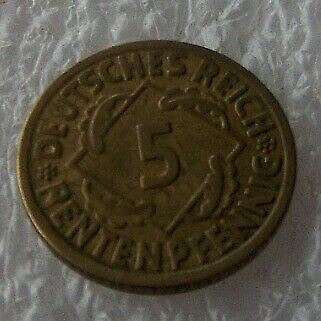 DEUTSCHES REICH
5
RENTENPFENNIG